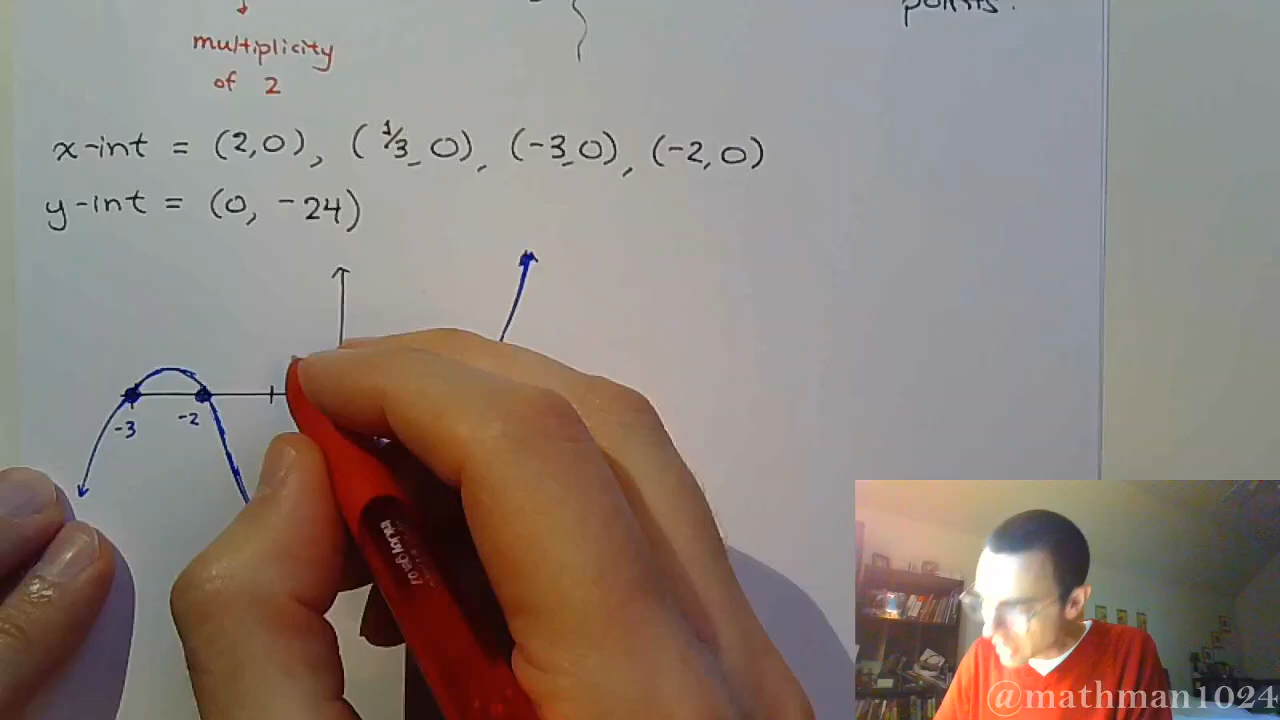 points.
multiplicity
of 2
x-int = (2,0), (1/3, 0), (-3,0), (-2,0)
y-int = (0, -24)
-3 -2
@mathman1024